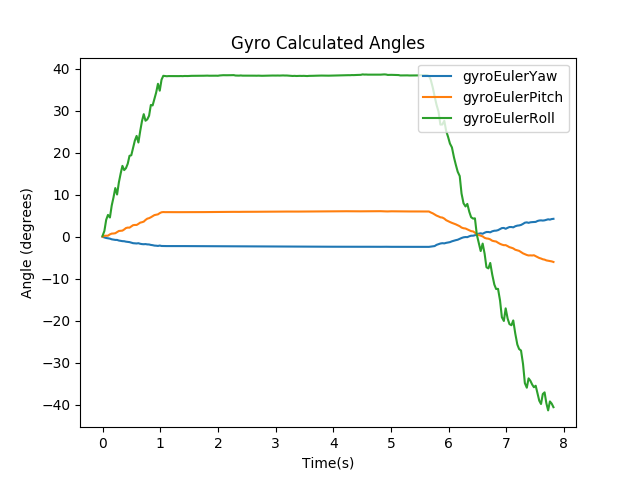 Gyro Calculated Angles
gyroEulerYaw
gyroEulerPitch
gyroEulerRoll
Angle (degrees)
40
30
20
10
0
−10
−20
−30
−40
0 1 2 3 4 5 6 7 8
Time(s)